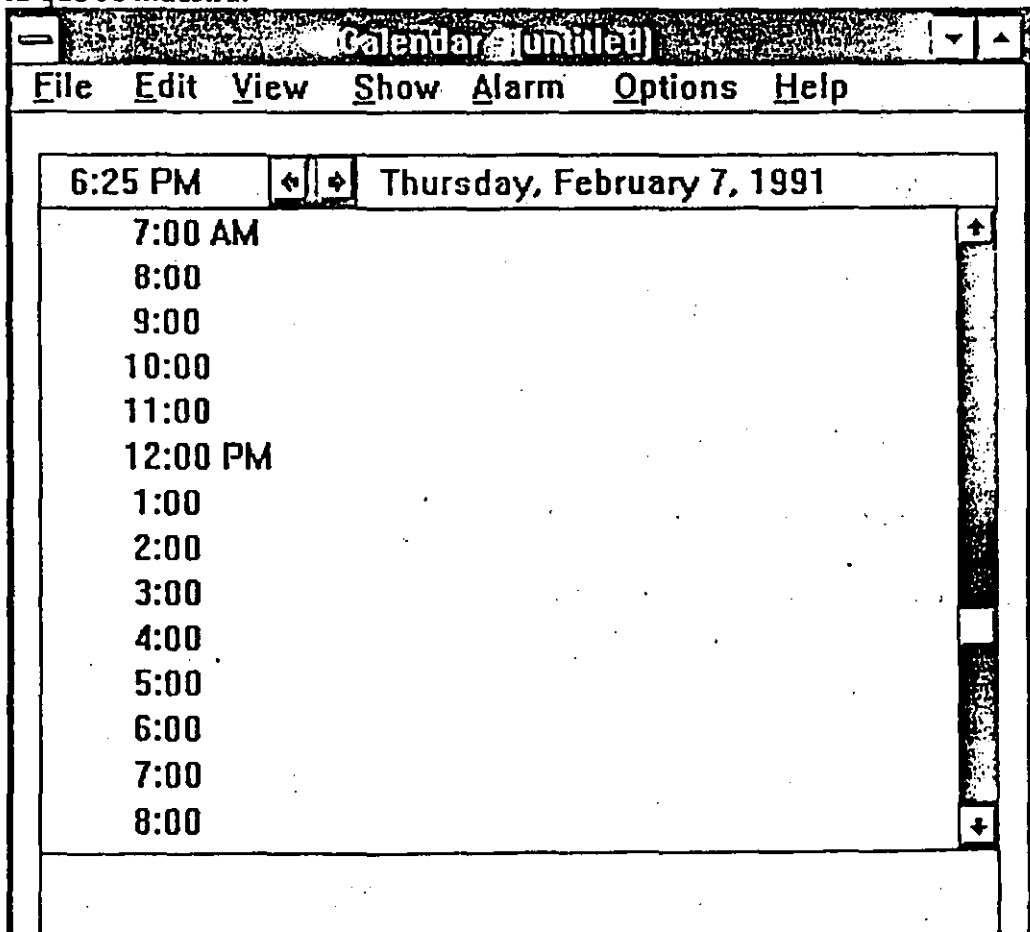 Calendar - (untitled)
File Edit View Show Alarm Options Help
6:25 PM Thursday, February 7, 1991
7:00 AM
8:00
9:00
10:00
11:00
12:00 PM
1:00
2:00
3:00
4:00
5:00
6:00
7:00
8:00